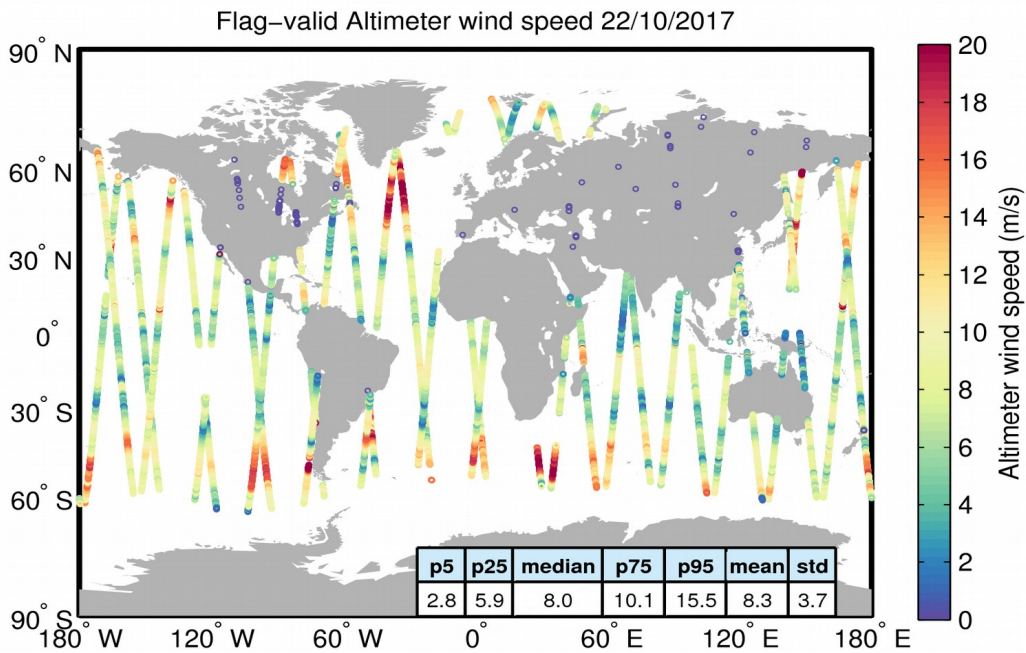 Flag−valid Altimeter wind speed 22/10/2017
90° N
60° N
30° N
0°
30° S
60° S
90° S
180° W
120° W
60° W
0°
60° E
120° E
180° E
p5 p25 median p75 p95 mean std
2.8 5.9 8.0 10.1 15.5 8.3 3.7
20
18
16
14
12
10
8
6
4
2
0
Altimeter wind speed (m/s)